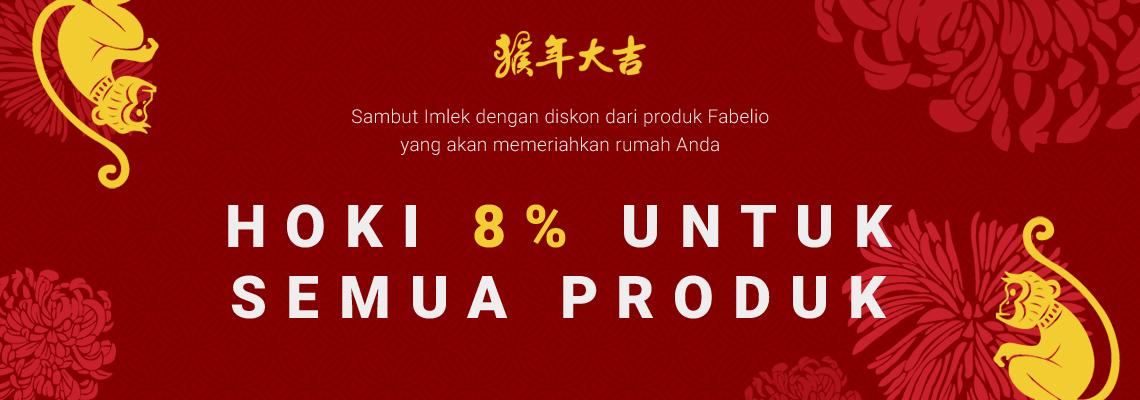 猴年大吉
Sambut Imlek dengan diskon dari produk Fabelio
yang akan memeriahkan rumah Anda
HOKI 8% UNTUK
SEMUA PRODUK